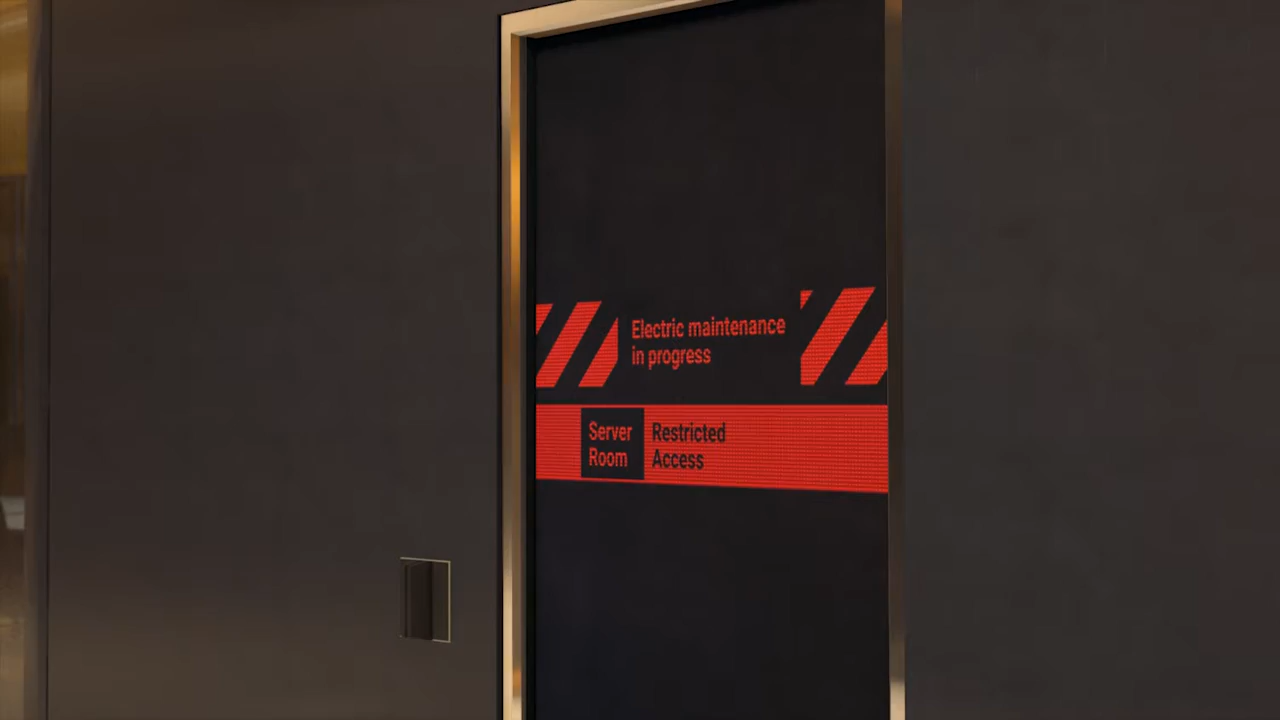 Electric maintenance
in progress
Server
Room
Restricted
Access